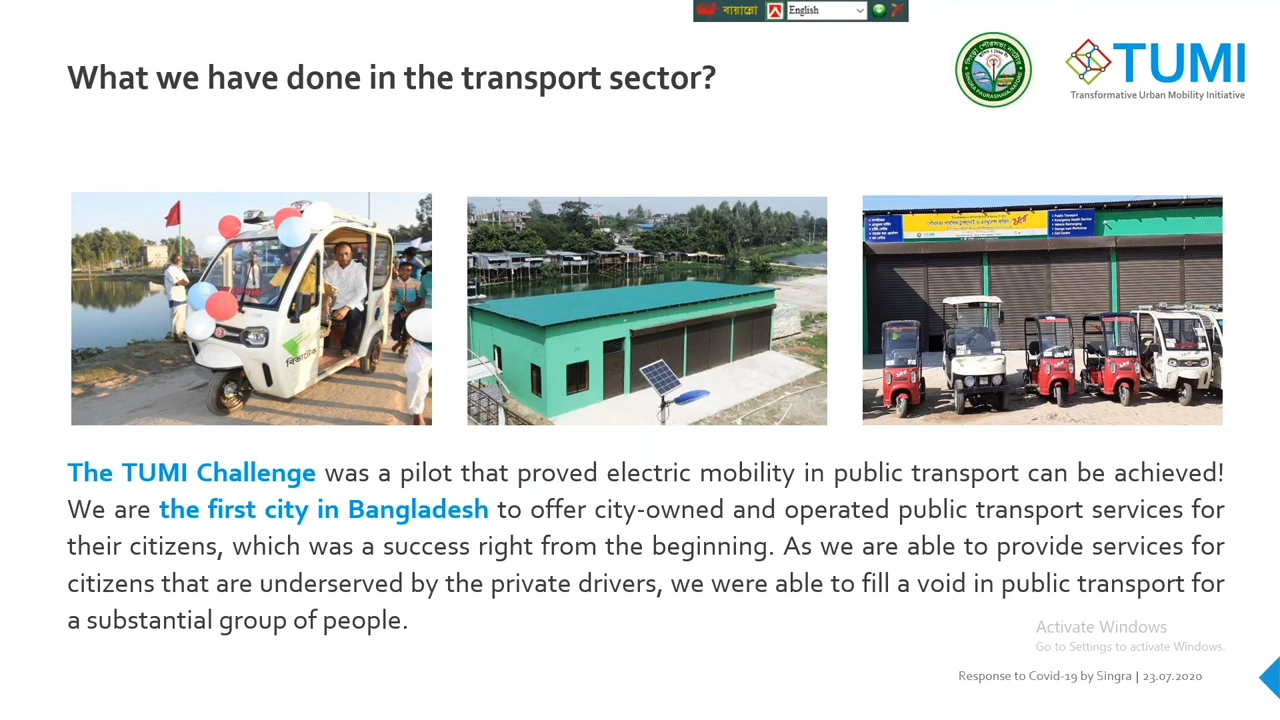 বায়ান্নো English
What we have done in the transport sector?
TUMI
Transformative Urban Mobility Initiative
SINGRA PAURASHAVA, NATORE
The TUMI Challenge was a pilot that proved electric mobility in public transport can be achieved!
We are the first city in Bangladesh to offer city-owned and operated public transport services for
their citizens, which was a success right from the beginning. As we are able to provide services for
citizens that are underserved by the private drivers, we were able to fill a void in public transport for
a substantial group of people.
Activate Windows
Go to Settings to activate Windows.
Response to Covid-19 by Singra | 23.07.2020